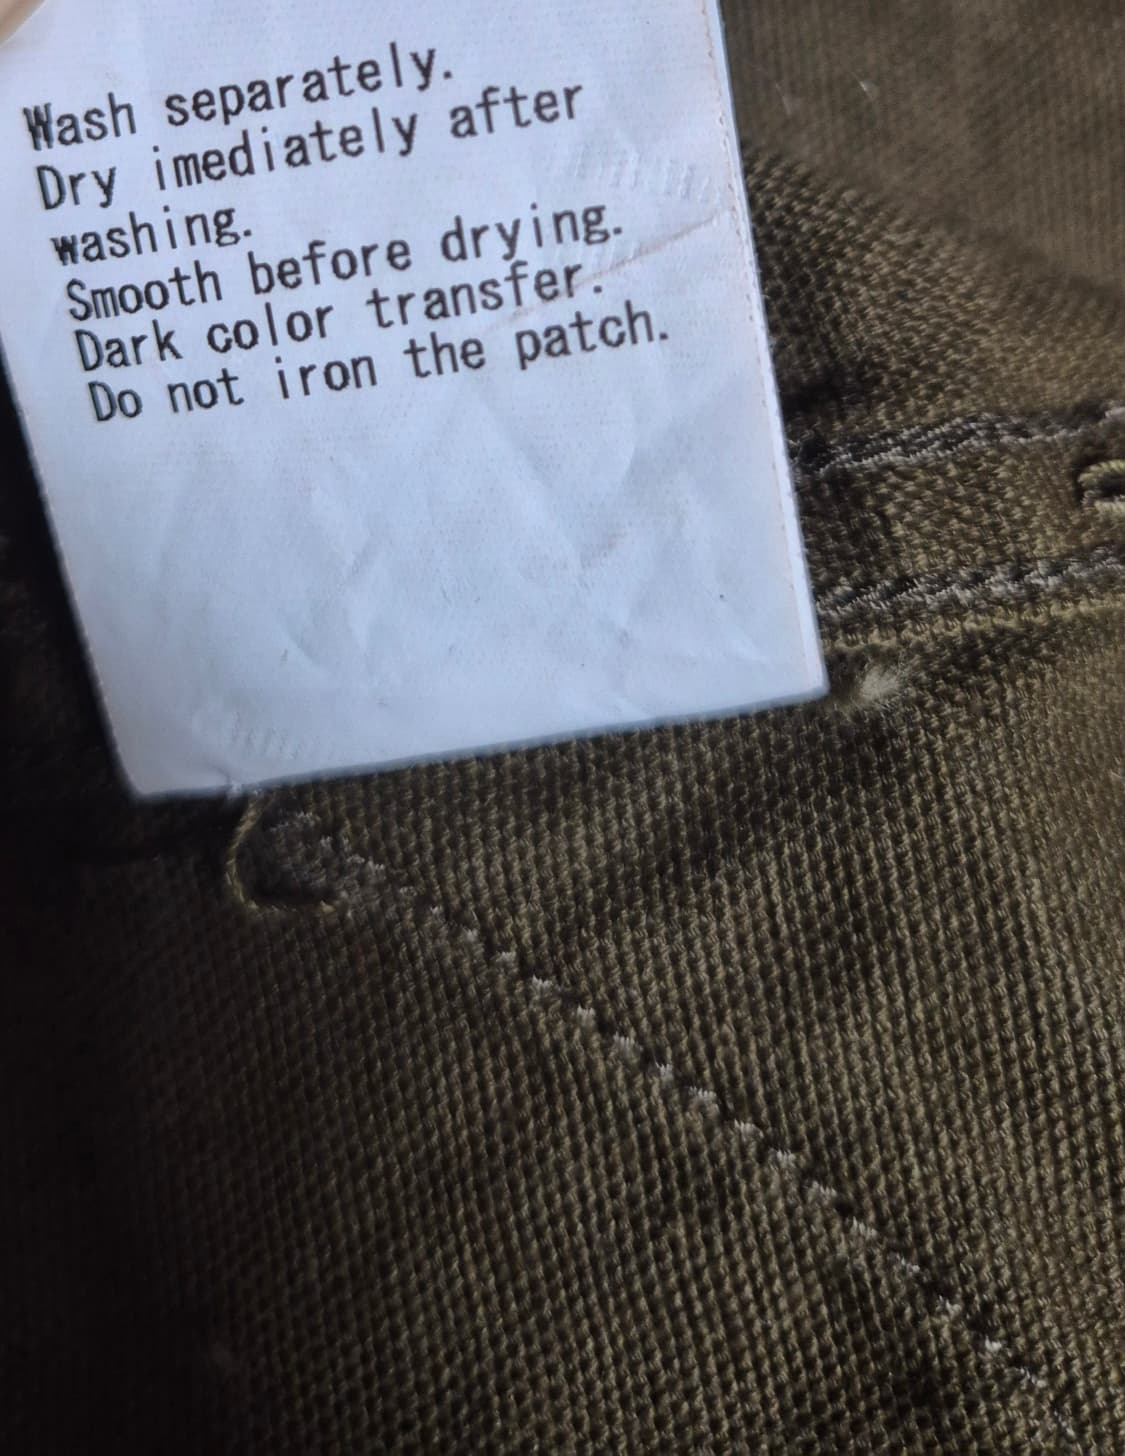 Wash separately.
Dry imediately after
washing.
Smooth before drying.
Dark color transfer.
Do not iron the patch.